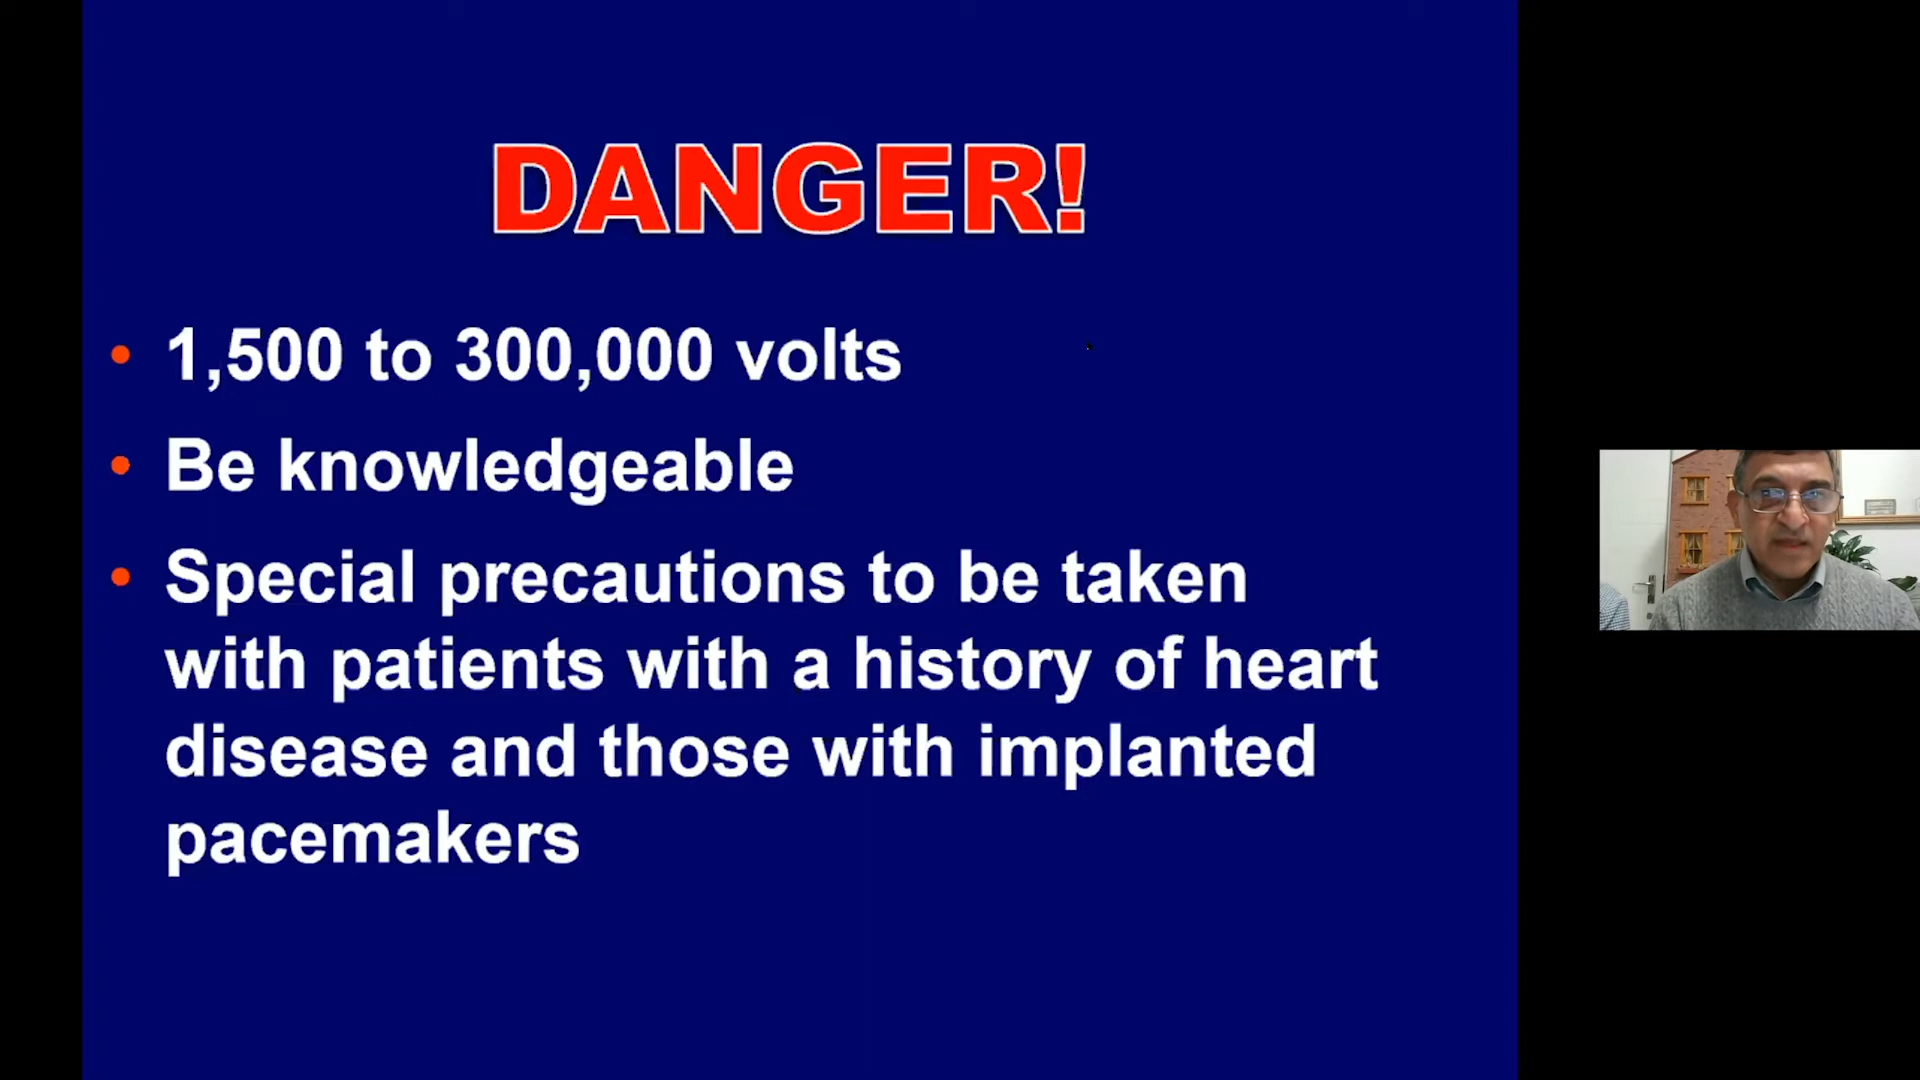 DANGER!
• 1,500 to 300,000 volts
• Be knowledgeable
• Special precautions to be taken
with patients with a history of heart
disease and those with implanted
pacemakers